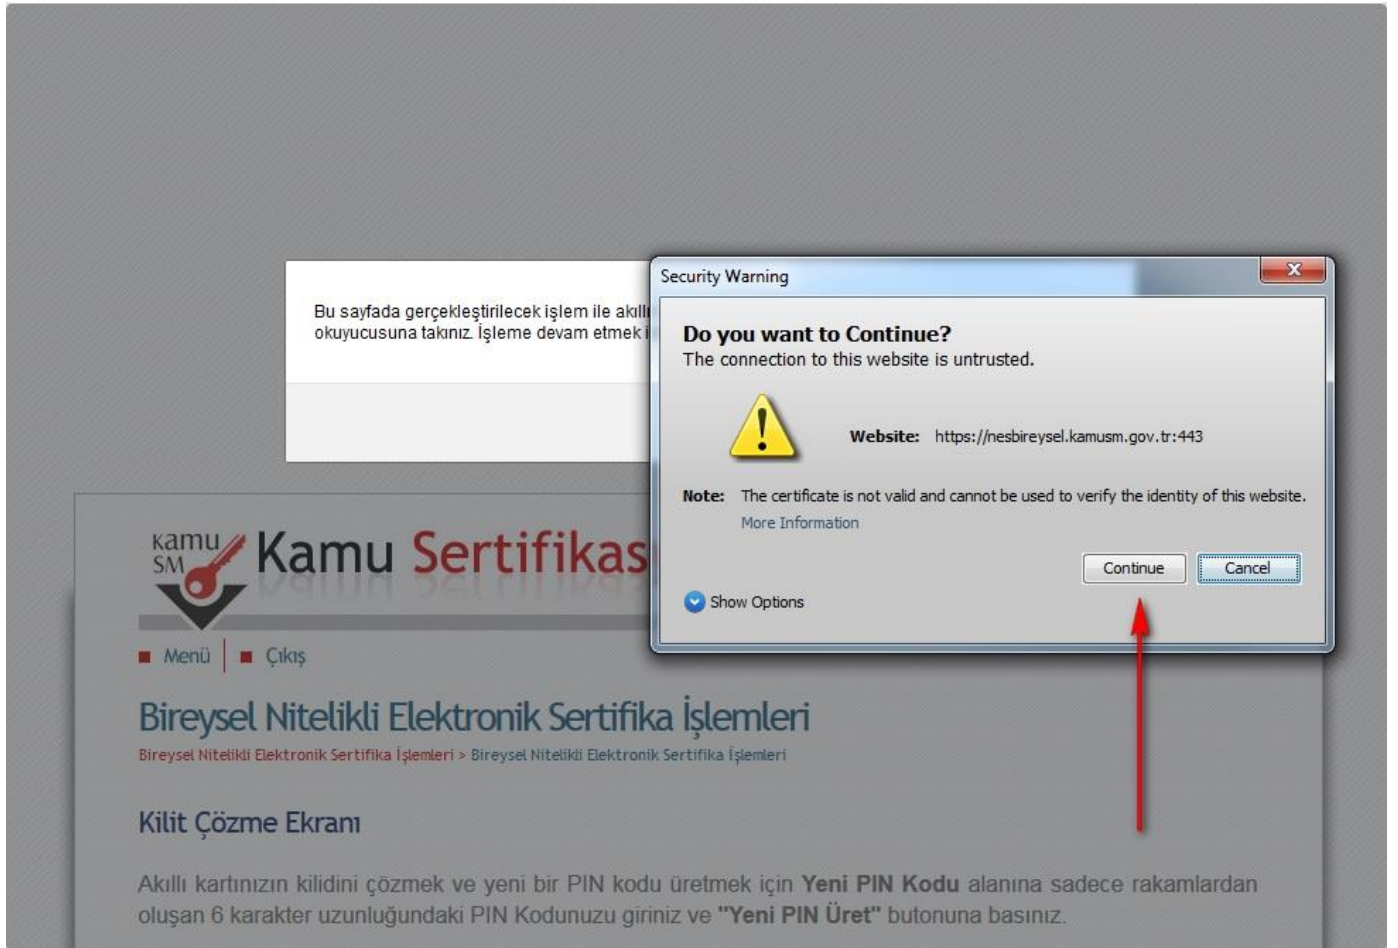 Bu sayfada gerçekleştirilecek işlem ile akıll
okuyucusuna takınız. İşleme devam etmek i
Security Warning
Do you want to Continue?
The connection to this website is untrusted.
Website: https://nesbireysel.kamusm.gov.tr:443
Note: The certificate is not valid and cannot be used to verify the identity of this website.
More Information
Continue Cancel
Show Options
kamu
SM
Kamu Sertifikas
Menü Çıkış
Bireysel Nitelikli Elektronik Sertifika İşlemleri
Bireysel Nitelikli Elektronik Sertifika İşlemleri > Bireysel Nitelikli Elektronik Sertifika İşlemleri
Kilit Çözme Ekranı
Akıllı kartınızın kilidini çözmek ve yeni bir PIN kodu üretmek için Yeni PIN Kodu alanına sadece rakamlardan
oluşan 6 karakter uzunluğundaki PIN Kodunuzu giriniz ve "Yeni PIN Üret" butonuna basınız.